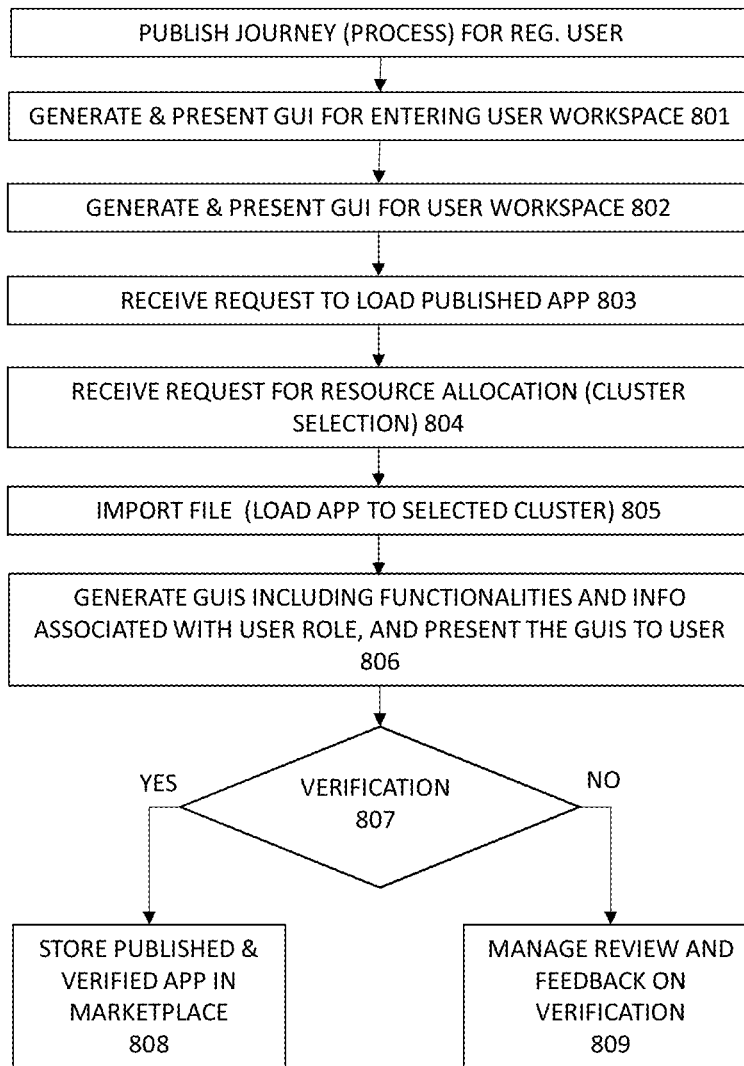 PUBLISH JOURNEY (PROCESS) FOR REG. USER
GENERATE & PRESENT GUI FOR ENTERING USER WORKSPACE 801
GENERATE & PRESENT GUI FOR USER WORKSPACE 802
RECEIVE REQUEST TO LOAD PUBLISHED APP 803
RECEIVE REQUEST FOR RESOURCE ALLOCATION (CLUSTER
SELECTION) 804
IMPORT FILE (LOAD APP TO SELECTED CLUSTER) 805
GENERATE GUIS INCLUDING FUNCTIONALITIES AND INFO
ASSOCIATED WITH USER ROLE, AND PRESENT THE GUIS TO USER
806
YES
VERIFICATION
807
NO
STORE PUBLISHED &
VERIFIED APP IN
MARKETPLACE
808
MANAGE REVIEW AND
FEEDBACK ON
VERIFICATION
809